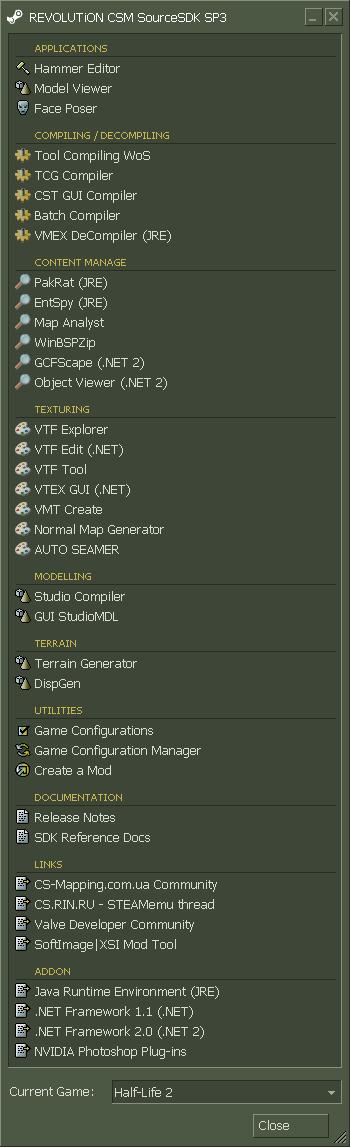 REVOLUTiON CSM SourceSDK SP3
APPLICATIONS
Hammer Editor
Model Viewer
Face Poser
COMPILING / DECOMPILING
Tool Compiling WoS
TCG Compiler
CST GUI Compiler
Batch Compiler
VMEX DeCompiler (JRE)
CONTENT MANAGE
PakRat (JRE)
EntSpy (JRE)
Map Analyst
WinBSPZip
GCFScape (.NET 2)
Object Viewer (.NET 2)
TEXTURING
VTF Explorer
VTF Edit (.NET)
VTF Tool
VTEX GUI (.NET)
VMT Create
Normal Map Generator
AUTO SEAMER
MODELLING
Studio Compiler
GUI StudioMDL
TERRAIN
Terrain Generator
DispGen
UTILITIES
Game Configurations
Game Configuration Manager
Create a Mod
DOCUMENTATION
Release Notes
SDK Reference Docs
LINKS
CS-Mapping.com.ua Community
CS.RIN.RU - STEAMemu thread
Valve Developer Community
SoftImage|XSI Mod Tool
ADDON
Java Runtime Environment (JRE)
.NET Framework 1.1 (.NET)
.NET Framework 2.0 (.NET 2)
NVIDIA Photoshop Plug-ins
Current Game: Half-Life 2
Close